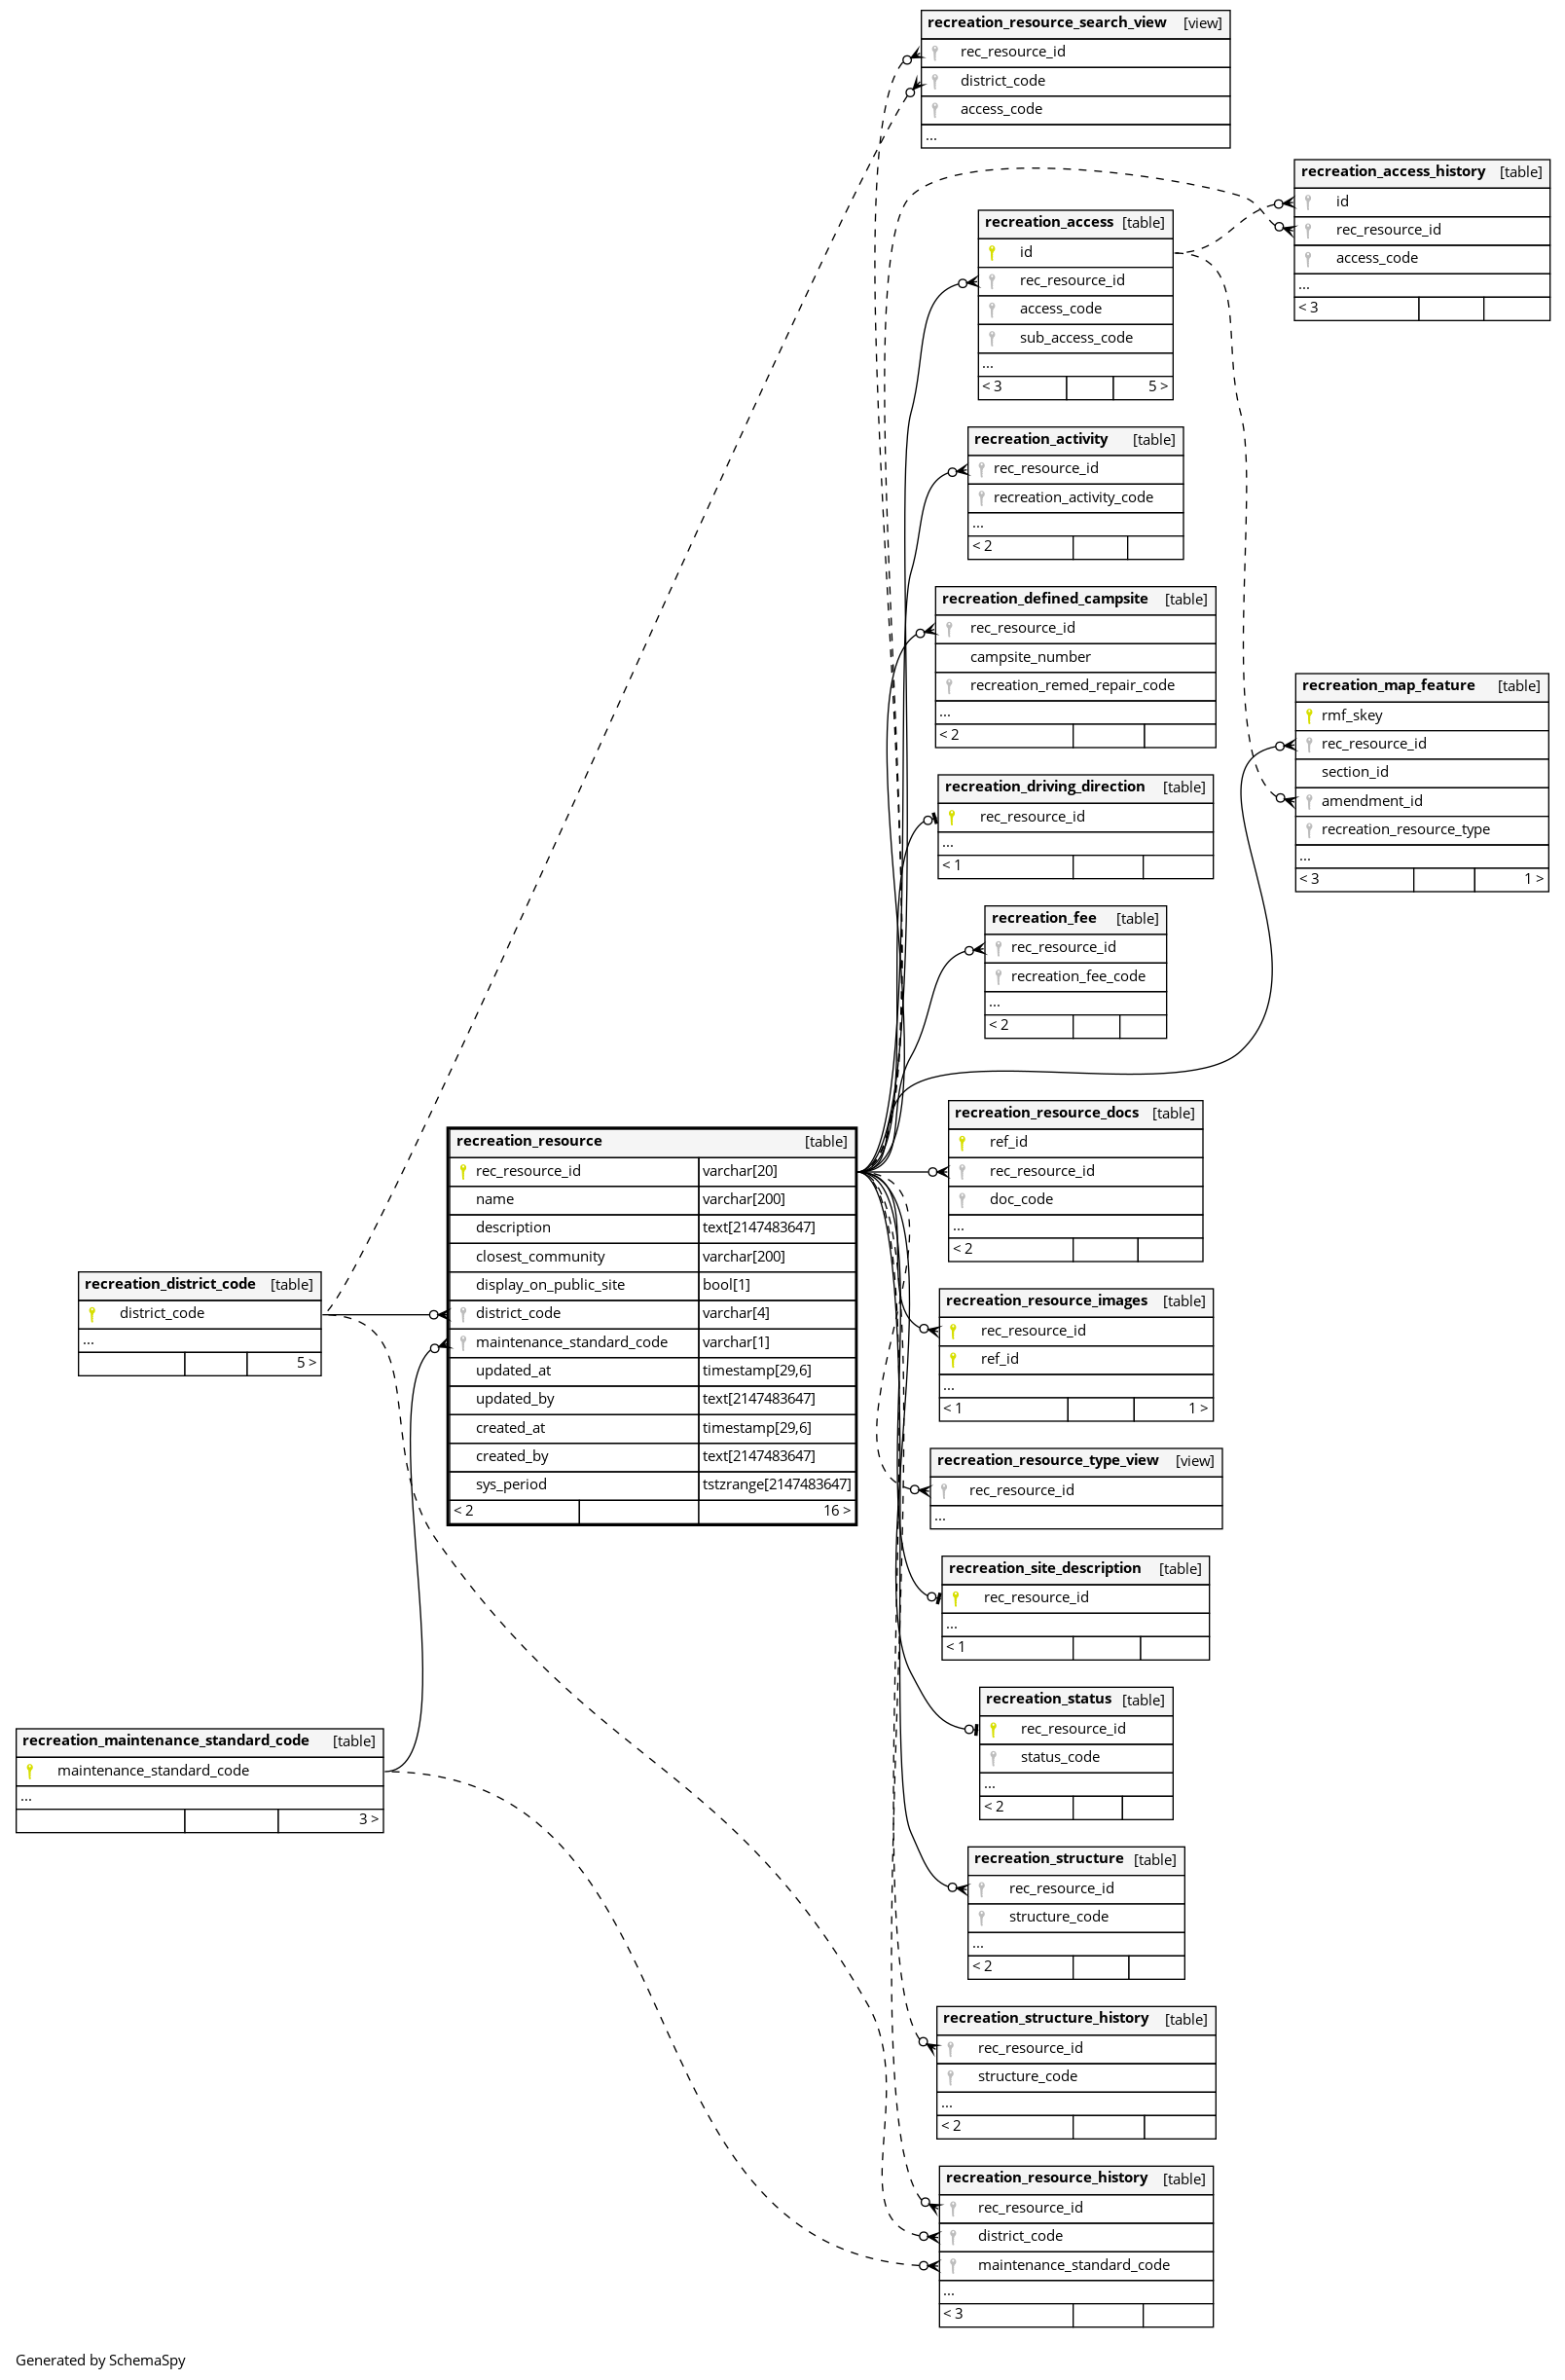 recreation_resource_search_view [view]
rec_resource_id
district_code
access_code
...
recreation_access_history [table]
id
rec_resource_id
access_code
...
< 3
recreation_access [table]
id
rec_resource_id
access_code
sub_access_code
...
< 3 5 >
recreation_activity [table]
rec_resource_id
recreation_activity_code
...
< 2
recreation_defined_campsite [table]
rec_resource_id
campsite_number
recreation_remed_repair_code
...
< 2
recreation_map_feature [table]
rmf_skey
rec_resource_id
section_id
amendment_id
recreation_resource_type
...
< 3 1 >
recreation_driving_direction [table]
rec_resource_id
...
< 1
recreation_fee [table]
rec_resource_id
recreation_fee_code
...
< 2
recreation_resource_docs [table]
ref_id
rec_resource_id
doc_code
...
< 2
recreation_resource [table]
rec_resource_id varchar[20]
name varchar[200]
description text[2147483647]
closest_community varchar[200]
display_on_public_site bool[1]
district_code varchar[4]
maintenance_standard_code varchar[1]
updated_at timestamp[29,6]
updated_by text[2147483647]
created_at timestamp[29,6]
created_by text[2147483647]
sys_period tstzrange[2147483647]
< 2 16 >
recreation_district_code [table]
district_code
...
5 >
recreation_resource_images [table]
rec_resource_id
ref_id
...
< 1 1 >
recreation_resource_type_view [view]
rec_resource_id
...
recreation_site_description [table]
rec_resource_id
...
< 1
recreation_status [table]
rec_resource_id
status_code
...
< 2
recreation_maintenance_standard_code [table]
maintenance_standard_code
...
3 >
recreation_structure [table]
rec_resource_id
structure_code
...
< 2
recreation_structure_history [table]
rec_resource_id
structure_code
...
< 2
recreation_resource_history [table]
rec_resource_id
district_code
maintenance_standard_code
...
< 3
Generated by SchemaSpy